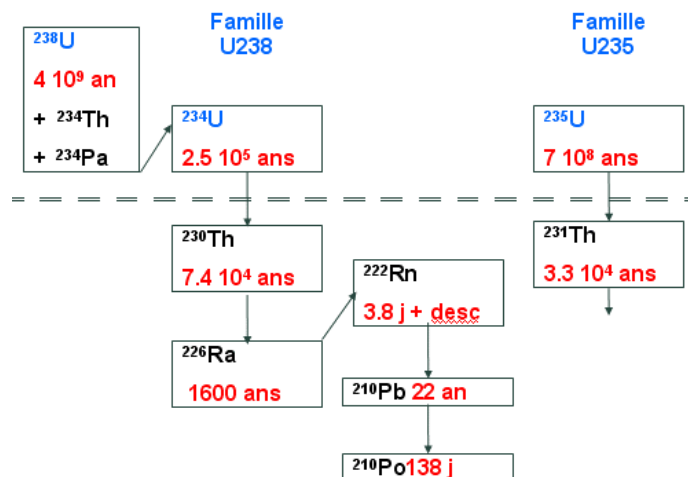 Famille
U238
Famille
U235
²³⁸U
4 10⁹ an
+ ²³⁴Th
+ ²³⁴Pa
²³⁴U
2.5 10⁵ ans
²³⁵U
7 10⁸ ans
²³⁰Th
7.4 10⁴ ans
²³¹Th
3.3 10⁴ ans
²²²Rn
3.8 j + desc
²²⁶Ra
1600 ans
²¹⁰Pb 22 an
²¹⁰Po138 j